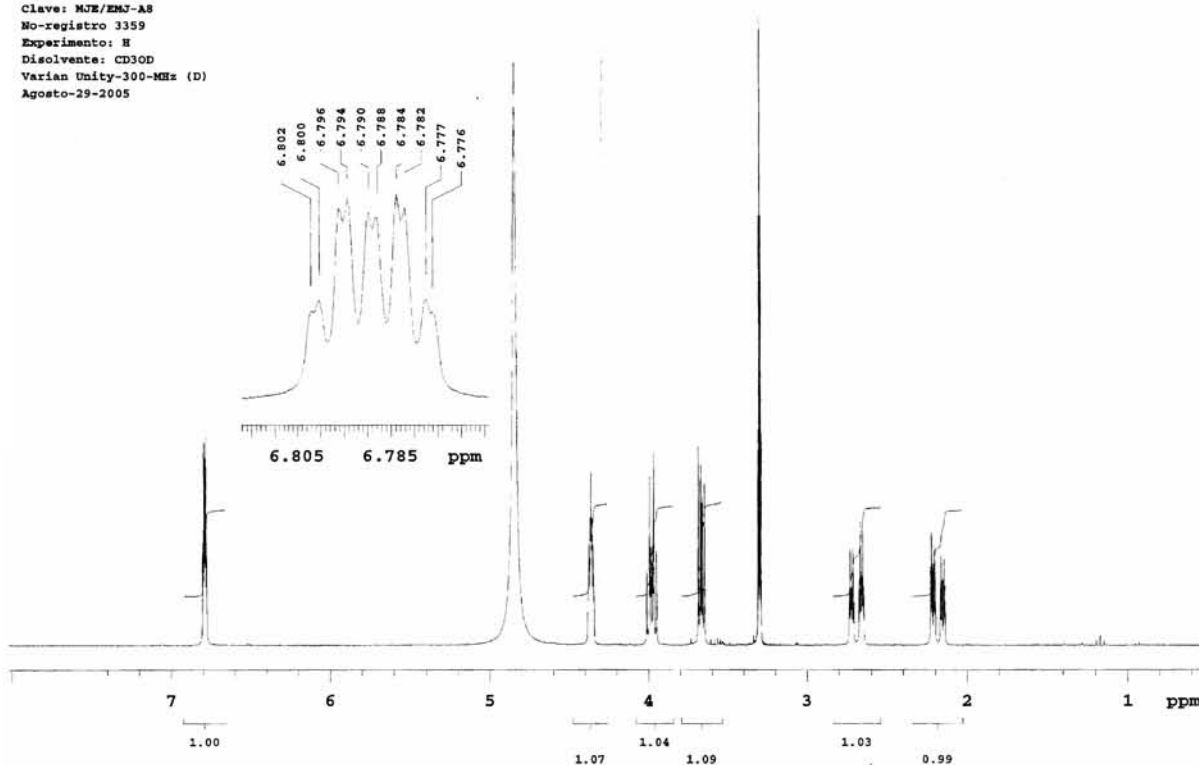 Clave: MJE/EMJ-A8
No-registro 3359
Experimento: H
Disolvente: CD3OD
Varian Unity-300-MHz (D)
Agosto-29-2005
6.802
6.800
6.796
6.794
6.790
6.788
6.784
6.782
6.777
6.776
6.805 6.785 ppm
7 6 5 4 3 2 1 ppm
1.00 1.04 1.03
1.07 1.09 0.99